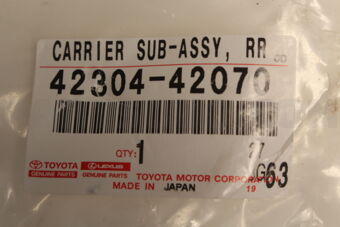 CARRIER SUB-ASSY, RR
42304-42070
QTY: 1
TOYOTA LEXUS
GENUINE PARTS GENUINE PARTS TOYOTA MOTOR CORPORATION
MADE IN JAPAN 19
G63